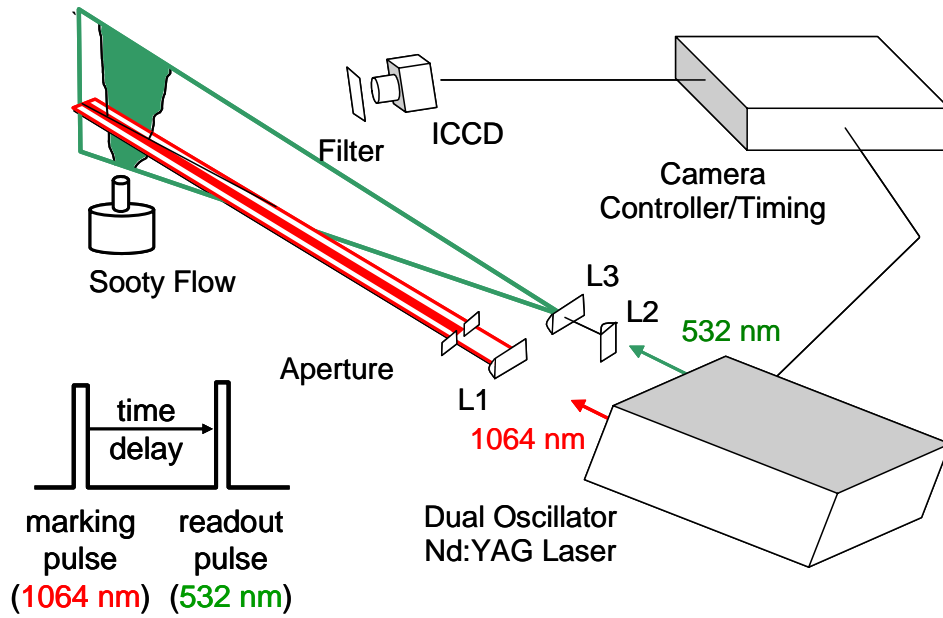 ICCD
Filter
Camera
Controller/Timing
Sooty Flow
L3
L2
532 nm
Aperture
L1
1064 nm
time
delay
marking
pulse
(1064 nm)
readout
pulse
(532 nm)
Dual Oscillator
Nd:YAG Laser